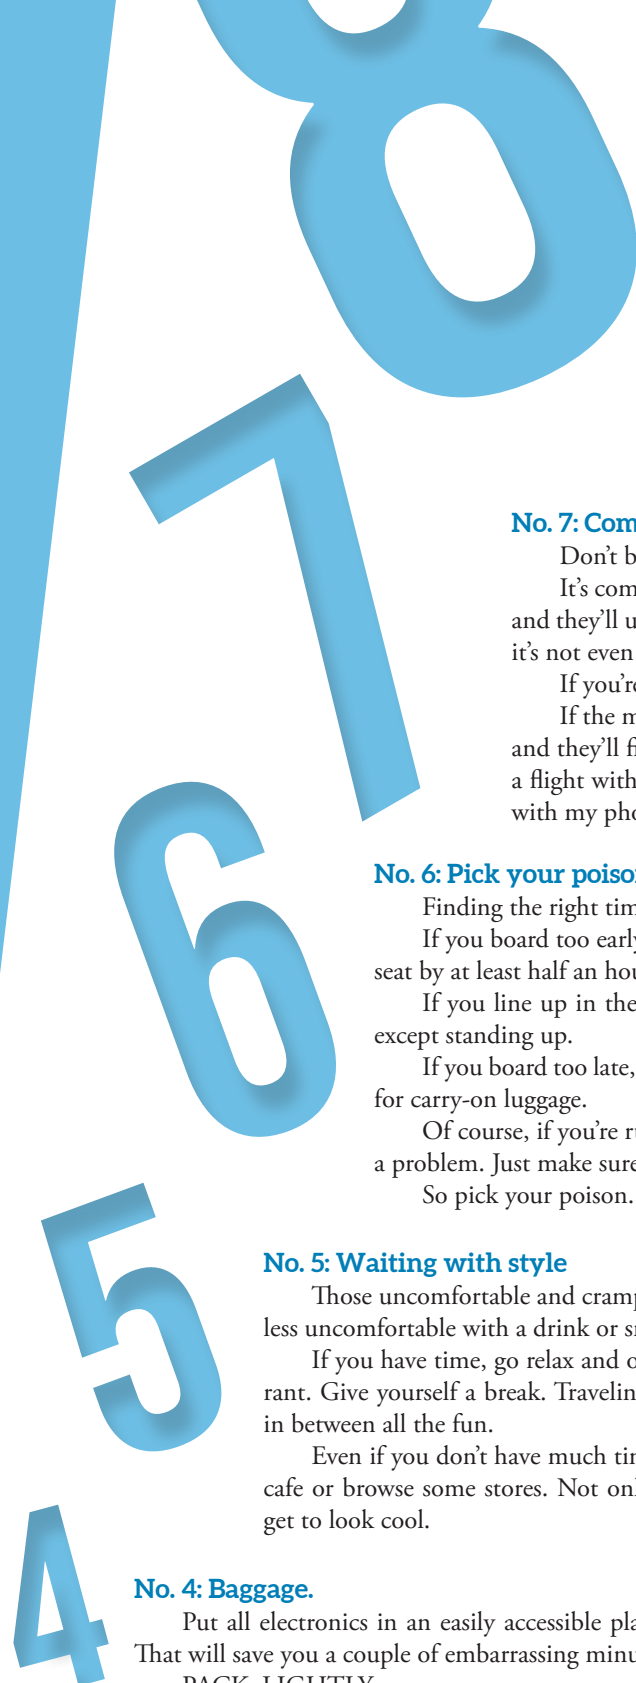 8
7
No. 7: Com
Don't b
It's com
and they'll u
it's not even
If you're
If the m
and they'll fi
a flight with
with my pho
6
No. 6: Pick your poiso
Finding the right tim
If you board too early
seat by at least half an hou
If you line up in the
except standing up.
If you board too late,
for carry-on luggage.
Of course, if you're ru
a problem. Just make sure
So pick your poison.
5
No. 5: Waiting with style
Those uncomfortable and cramp
less uncomfortable with a drink or sn
If you have time, go relax and o
rant. Give yourself a break. Travelin
in between all the fun.
Even if you don't have much tim
cafe or browse some stores. Not onl
get to look cool.
4
No. 4: Baggage.
Put all electronics in an easily accessible pla
That will save you a couple of embarrassing minu
PACK LIGHTLY